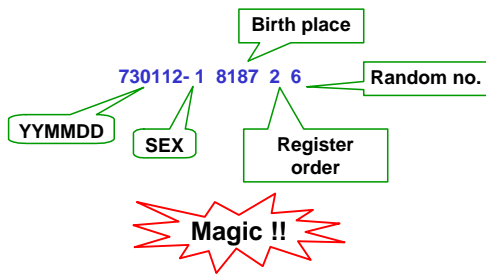 Birth place
730112- 1 8187 2 6
Random no.
YYMMDD
SEX
Register
order
Magic !!